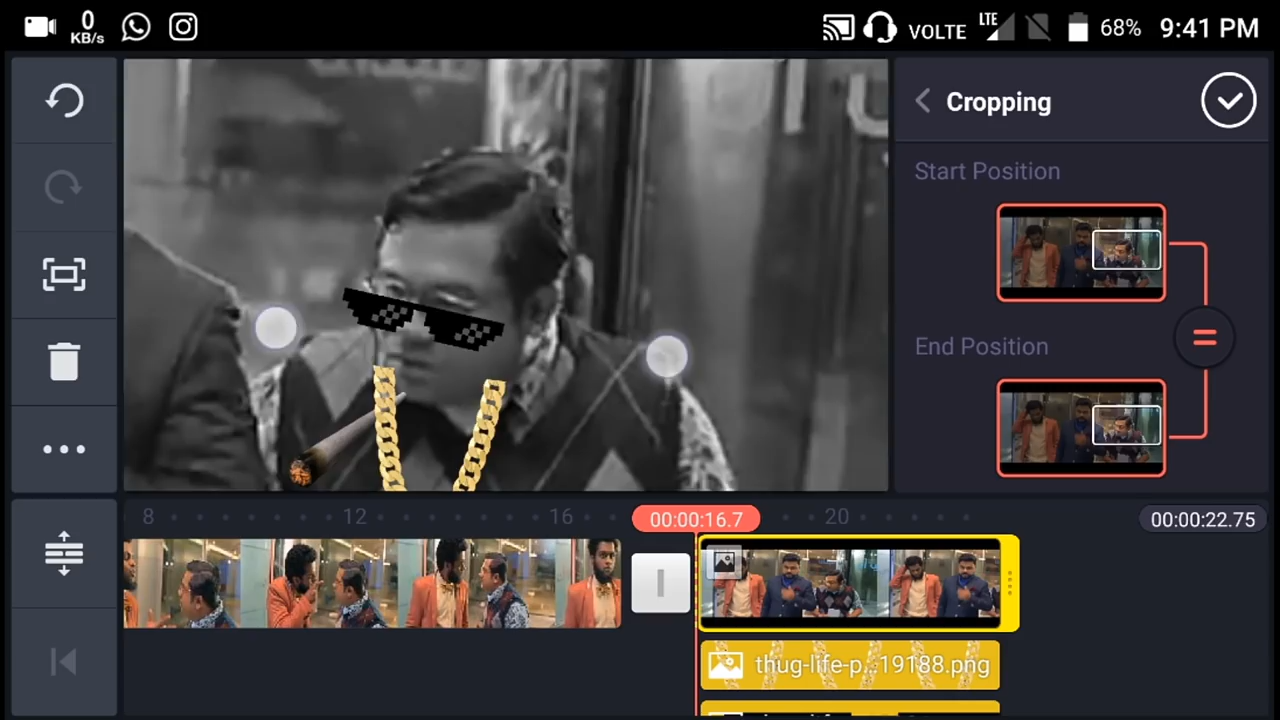 0
KB/s
VOLTE
LTE
68%
9:41 PM
Cropping
Start Position
End Position
8
12
16
00:00:16.7
20
00:00:22.75
thug-life-p...19188.png